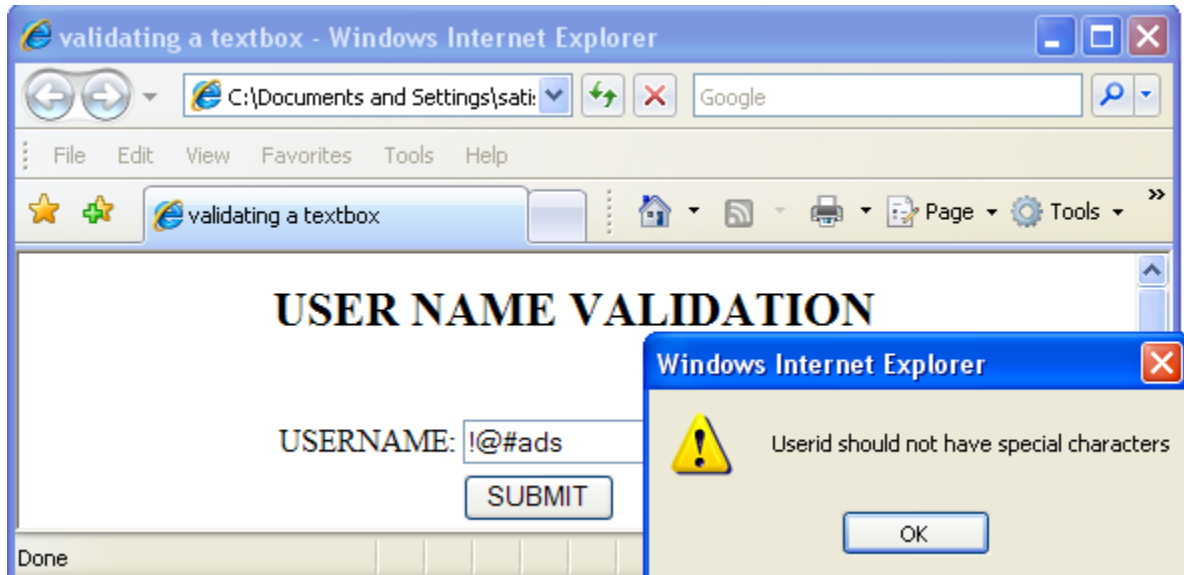 validating a textbox - Windows Internet Explorer
C:\Documents and Settings\sati:
Google
File Edit View Favorites Tools Help
validating a textbox
Page Tools »
USER NAME VALIDATION
Windows Internet Explorer
USERNAME: !@#ads
Userid should not have special characters
SUBMIT
OK
Done